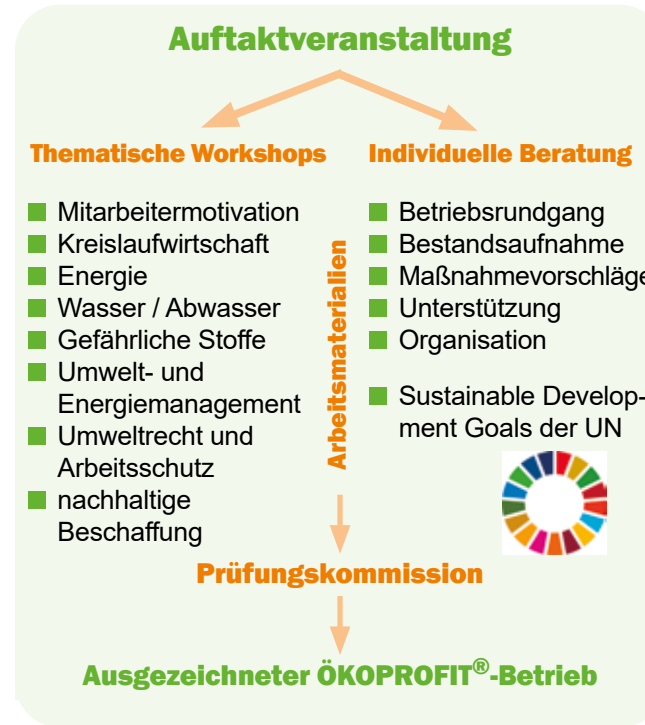 Auftaktveranstaltung
Thematische Workshops
Mitarbeitermotivation
Kreislaufwirtschaft
Energie
Wasser / Abwasser
Gefährliche Stoffe
Umwelt- und
Energiemanagement
Umweltrecht und
Arbeitsschutz
nachhaltige
Beschaffung
Arbeitsmaterialien
Individuelle Beratung
Betriebsrundgang
Bestandsaufnahme
Maßnahmevorschläge
Unterstützung
Organisation
Sustainable Develop-
ment Goals der UN
Prüfungskommission
Ausgezeichneter ÖKOPROFIT®-Betrieb